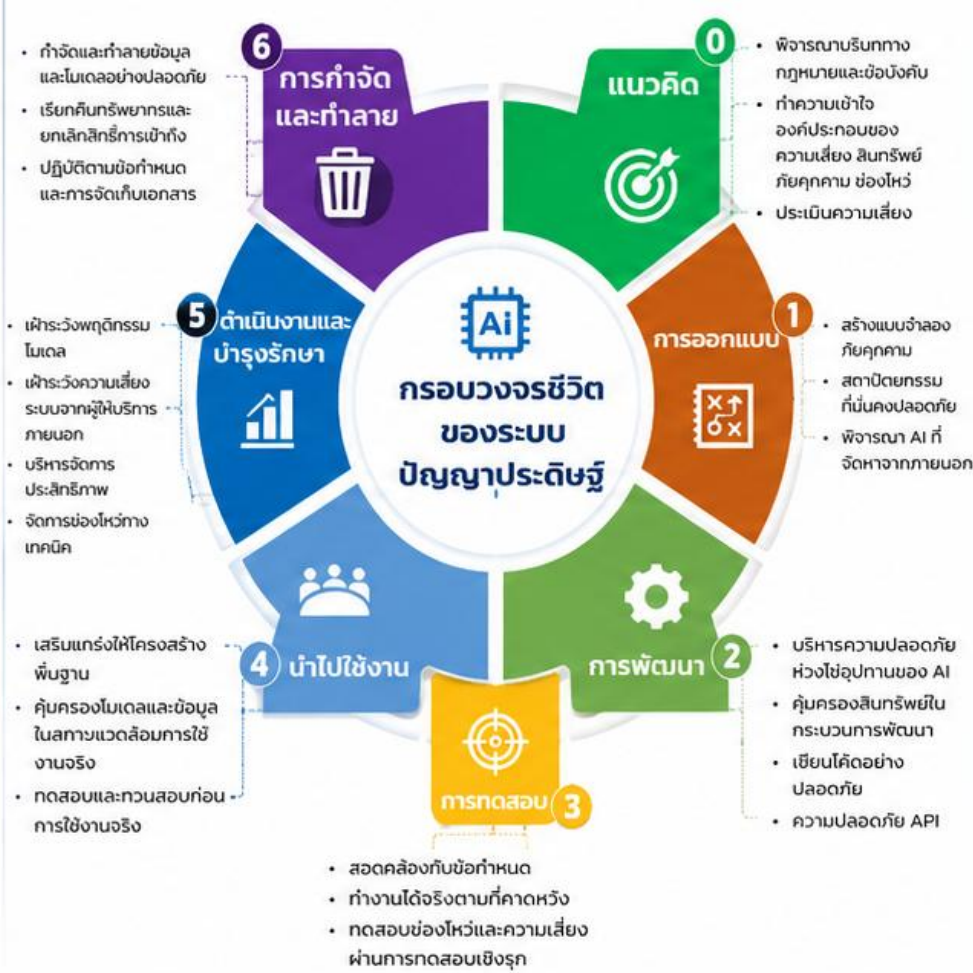 กรอบวงจรชีวิต
ของระบบ
ปัญญาประดิษฐ์
Ai
0
แนวคิด
• พิจารณาบริบททาง
กฎหมายและข้อบังคับ
• ทำความเข้าใจ
องค์ประกอบของ
ความเสี่ยง สินทรัพย์
ภัยคุกคาม ช่องโหว่
• ประเมินความเสี่ยง
1
การออกแบบ
• สร้างแบบจำลอง
ภัยคุกคาม
• สถาปัตยกรรม
ที่มั่นคงปลอดภัย
• พิจารณา AI ที่
จัดหาจากภายนอก
2
การพัฒนา
• บริหารความปลอดภัย
ห่วงโซ่อุปทานของ AI
• คุ้มครองสินทรัพย์ใน
กระบวนการพัฒนา
• เขียนโค้ดอย่าง
ปลอดภัย
• ความปลอดภัย API
3
การทดสอบ
• สอดคล้องกับข้อกำหนด
• ทำงานได้จริงตามที่คาดหวัง
• ทดสอบช่องโหว่และความเสี่ยง
ผ่านการทดสอบเชิงรุก
4
นำไปใช้งาน
• เสริมแกร่งให้โครงสร้าง
พื้นฐาน
• คุ้มครองโมเดลและข้อมูล
ในสภาพแวดล้อมการใช้
งานจริง
• ทดสอบและทวนสอบก่อน
การใช้งานจริง
5
ดำเนินงานและ
บำรุงรักษา
• เฝ้าระวังพฤติกรรม
โมเดล
• เฝ้าระวังความเสี่ยง
ระบบจากผู้ให้บริการ
ภายนอก
• บริหารจัดการ
ประสิทธิภาพ
• จัดการช่องโหว่ทาง
เทคนิค
6
การกำจัด
และทำลาย
• กำจัดและทำลายข้อมูล
และโมเดลอย่างปลอดภัย
• เรียกคืนทรัพยากรและ
ยกเลิกสิทธิ์การเข้าถึง
• ปฏิบัติตามข้อกำหนด
และการจัดเก็บเอกสาร